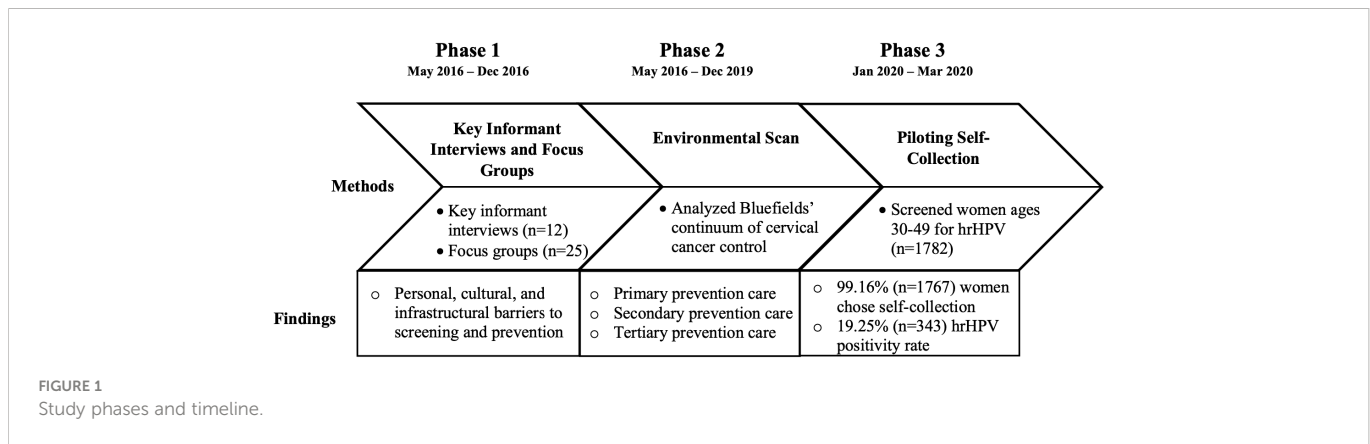 Phase 1
May 2016 – Dec 2016
Phase 2
May 2016 – Dec 2019
Phase 3
Jan 2020 – Mar 2020
Methods
Key Informant
Interviews and Focus
Groups
Environmental Scan
Piloting Self-
Collection
• Key informant
interviews (n=12)
• Focus groups (n=25)
• Analyzed Bluefields’
continuum of cervical
cancer control
• Screened women ages
30-49 for hrHPV
(n=1782)
Findings
○ Personal, cultural, and
infrastructural barriers to
screening and prevention
○ Primary prevention care
○ Secondary prevention care
○ Tertiary prevention care
○ 99.16% (n=1767) women
chose self-collection
○ 19.25% (n=343) hrHPV
positivity rate
FIGURE 1
Study phases and timeline.